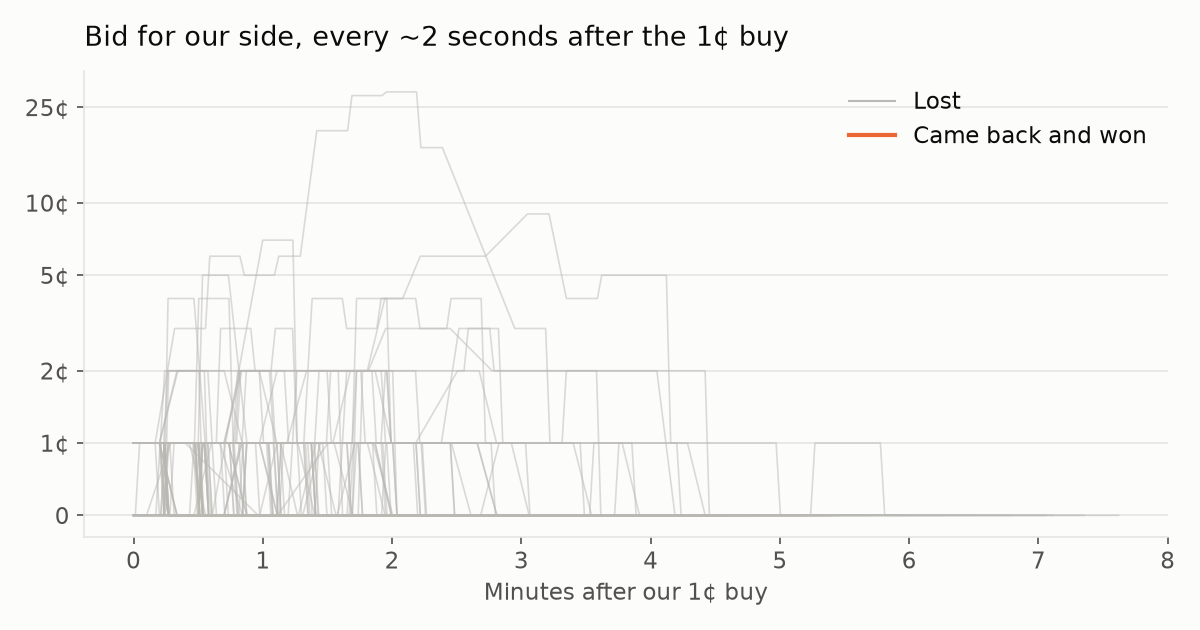 Bid for our side, every ~2 seconds after the 1¢ buy
Lost
Came back and won
25¢
10¢
5¢
2¢
1¢
0
0 1 2 3 4 5 6 7 8
Minutes after our 1¢ buy